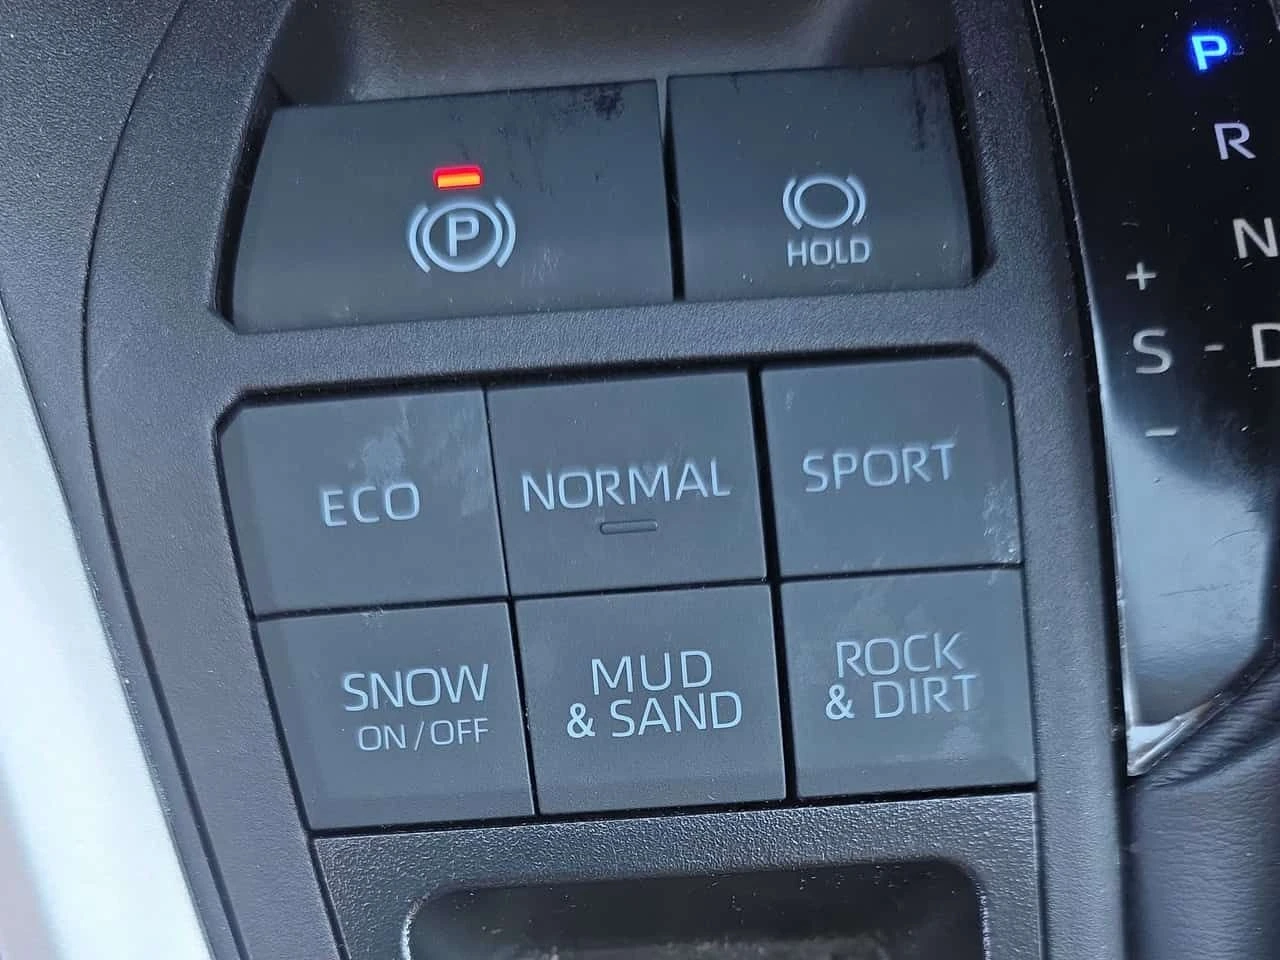 P
HOLD
ECO
NORMAL
SPORT
SNOW
ON/OFF
MUD
& SAND
ROCK
& DIRT
P
R
N
+
S - D
-